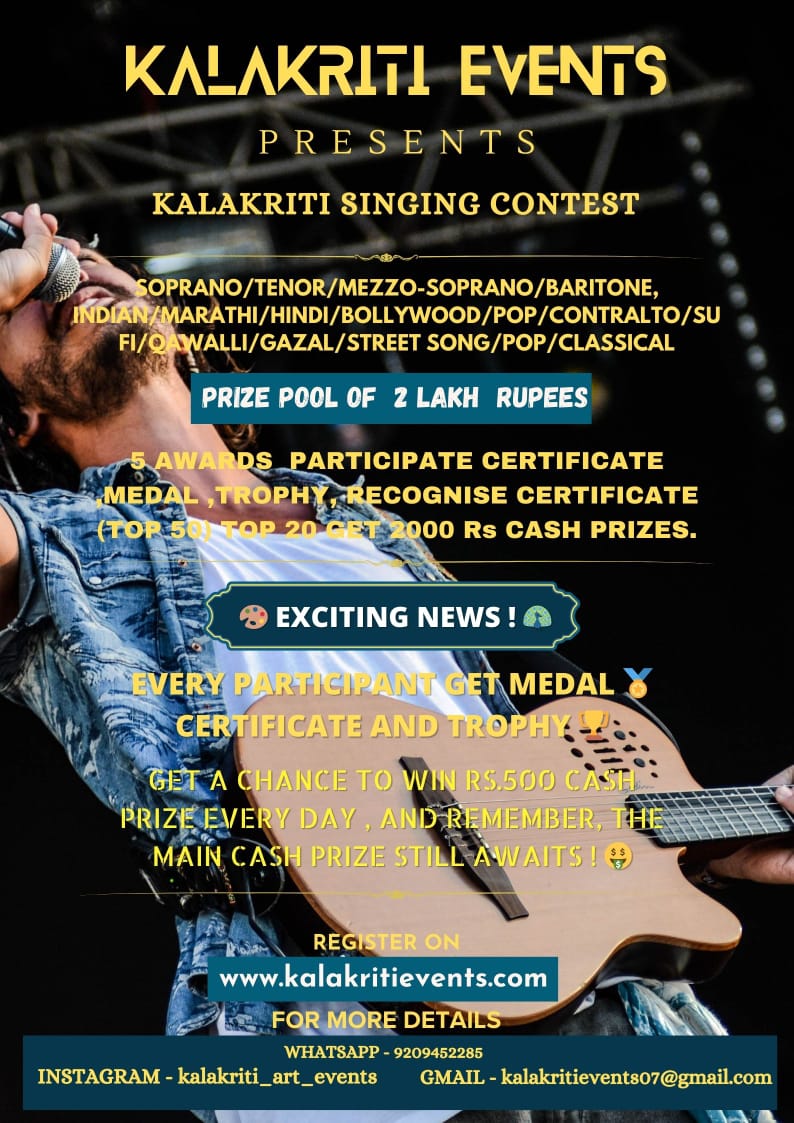 KALAKRITI EVENTS
PRESENTS
KALAKRITI SINGING CONTEST
SOPRANO/TENOR/MEZZO-SOPRANO/BARITONE,
INDIAN/MARATHI/HINDI/BOLLYWOOD/POP/CONTRALTO/SU
FI/QAWALLI/GAZAL/STREET SONG/POP/CLASSICAL
PRIZE POOL OF 2 LAKH RUPEES
5 AWARDS PARTICIPATE CERTIFICATE
,MEDAL ,TROPHY, RECOGNISE CERTIFICATE
(TOP 50) TOP 20 GET 2000 Rs CASH PRIZES.
🎨 EXCITING NEWS ! 🦚
EVERY PARTICIPANT GET MEDAL 🏅
CERTIFICATE AND TROPHY 🏆
GET A CHANCE TO WIN RS.500 CASH
PRIZE EVERY DAY , AND REMEMBER, THE
MAIN CASH PRIZE STILL AWAITS ! 🤑
REGISTER ON
www.kalakritievents.com
FOR MORE DETAILS
WHATSAPP - 9209452285
INSTAGRAM - kalakriti_art_events GMAIL - kalakritievents07@gmail.com